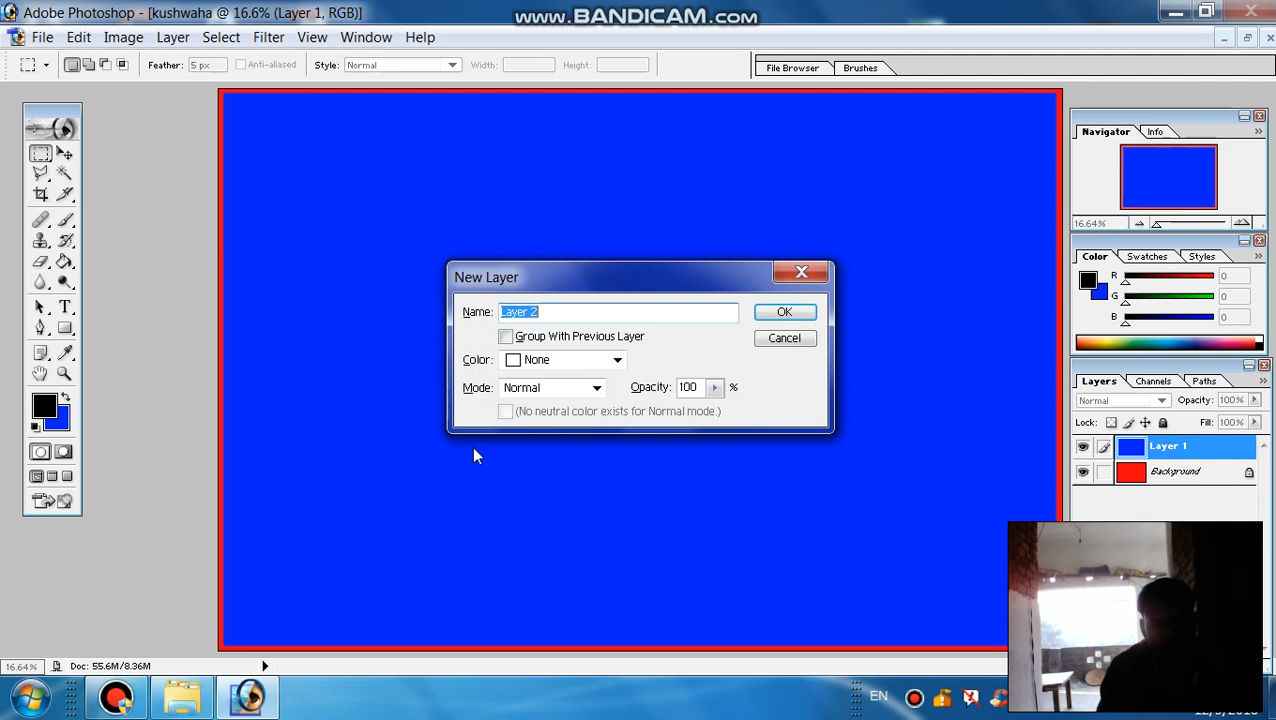 Adobe Photoshop - [kushwaha @ 16.6% (Layer 1, RGB)]
www.BANDICAM.com
File Edit Image Layer Select Filter View Window Help
Feather: 5 px Anti-aliased Style: Normal Width: Height: File Browser Brushes
Navigator Info
16.64%
Color Swatches Styles
R 0
G 0
B 0
New Layer
Name: Layer 2 OK
Group With Previous Layer Cancel
Color: None
Mode: Normal Opacity: 100 %
(No neutral color exists for Normal mode.)
Layers Channels Paths
Normal Opacity: 100%
Lock: Fill: 100%
Layer 1
Background
16.64% Doc: 55.6M/8.36M
EN